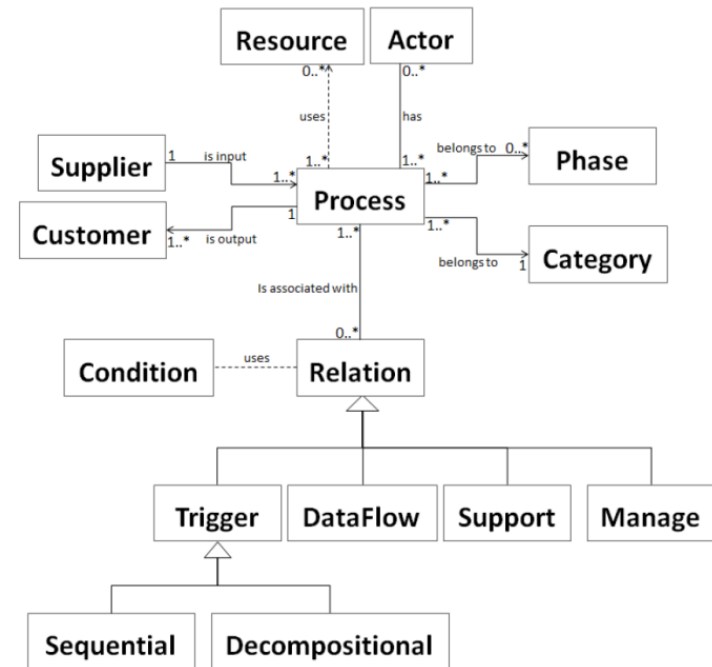 Resource
Actor
0..*
0..*
uses
has
1..*
1..*
Supplier
1
is input
1..*
Process
1..*
belongs to
0..*
Phase
Customer
1..*
is output
1
1..*
1..*
belongs to
1
Category
Is associated with
0..*
Condition
uses
Relation
Trigger
DataFlow
Support
Manage
Sequential
Decompositional